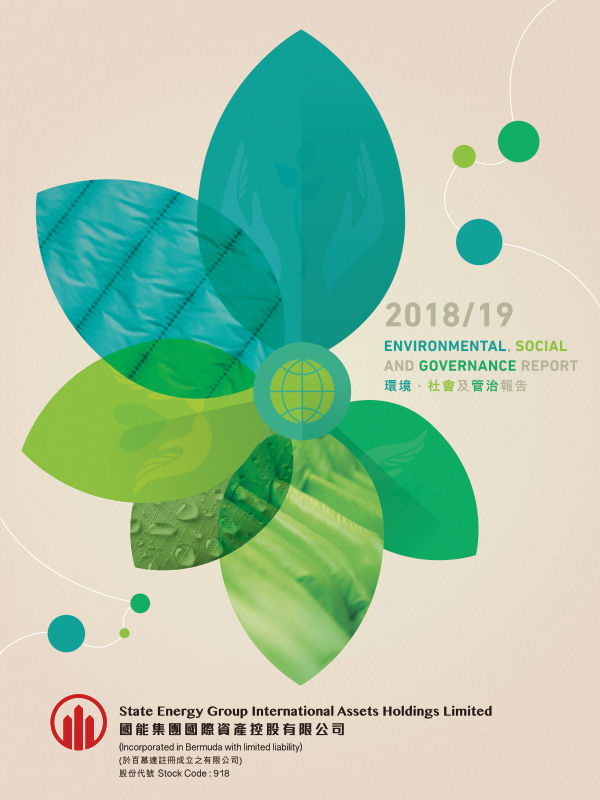 2018/19
ENVIRONMENTAL, SOCIAL
AND GOVERNANCE REPORT
環境、社會及管治報告
State Energy Group International Assets Holdings Limited
國能集團國際資產控股有限公司
(Incorporated in Bermuda with limited liability)
(於百慕達註冊成立之有限公司)
股份代號 Stock Code : 918